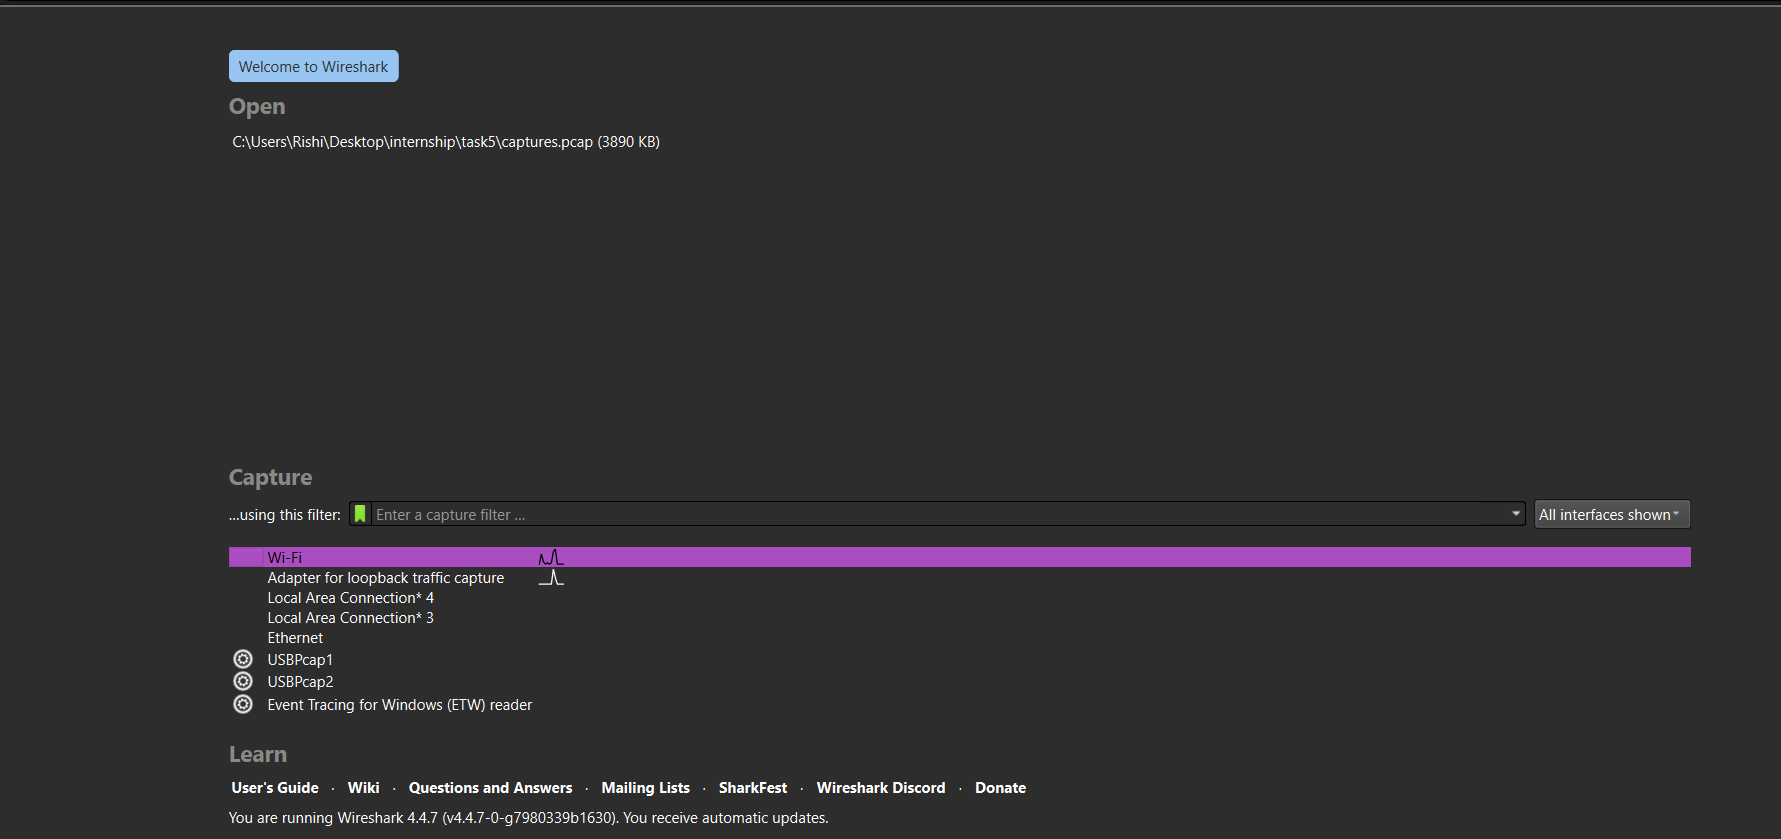 Welcome to Wireshark
Open
C:\Users\Rishi\Desktop\internship\task5\captures.pcap (3890 KB)
Capture
...using this filter: Enter a capture filter ... All interfaces shown
Wi-Fi
Adapter for loopback traffic capture
Local Area Connection* 4
Local Area Connection* 3
Ethernet
USBPcap1
USBPcap2
Event Tracing for Windows (ETW) reader
Learn
User's Guide · Wiki · Questions and Answers · Mailing Lists · SharkFest · Wireshark Discord · Donate
You are running Wireshark 4.4.7 (v4.4.7-0-g7980339b1630). You receive automatic updates.